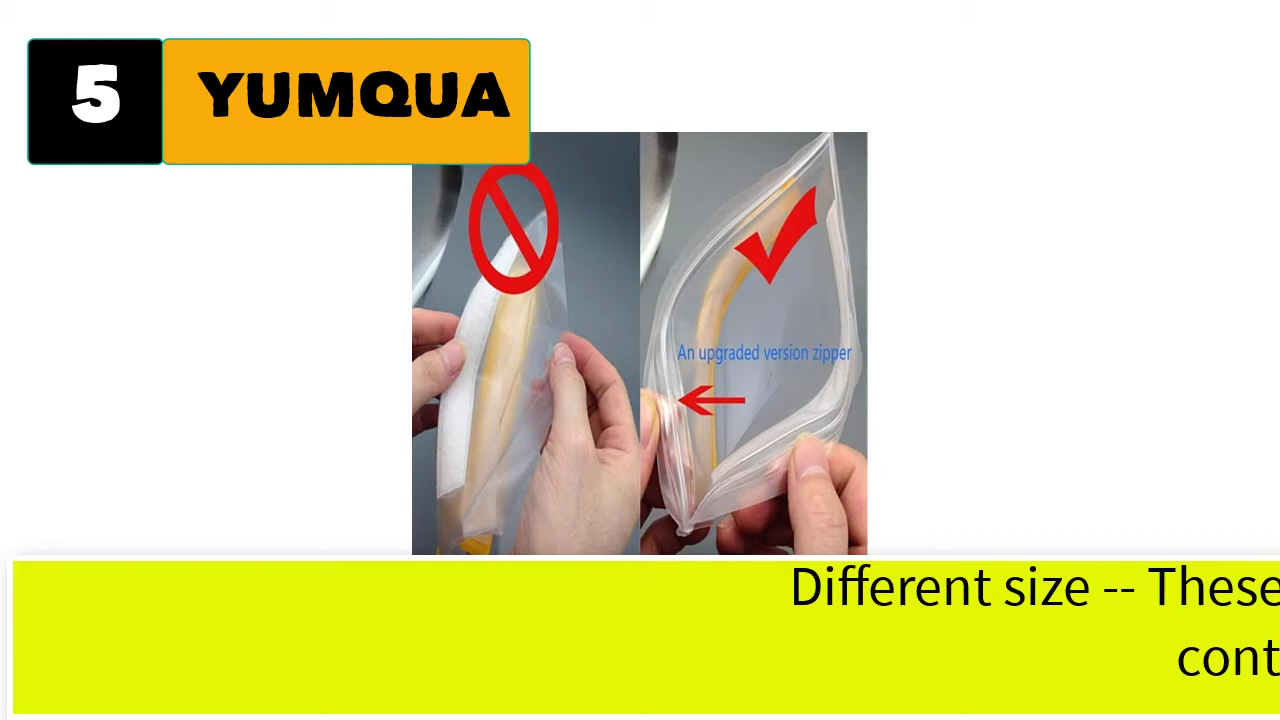 5 YUMQUA
An upgraded version zipper
Different size -- These
cont